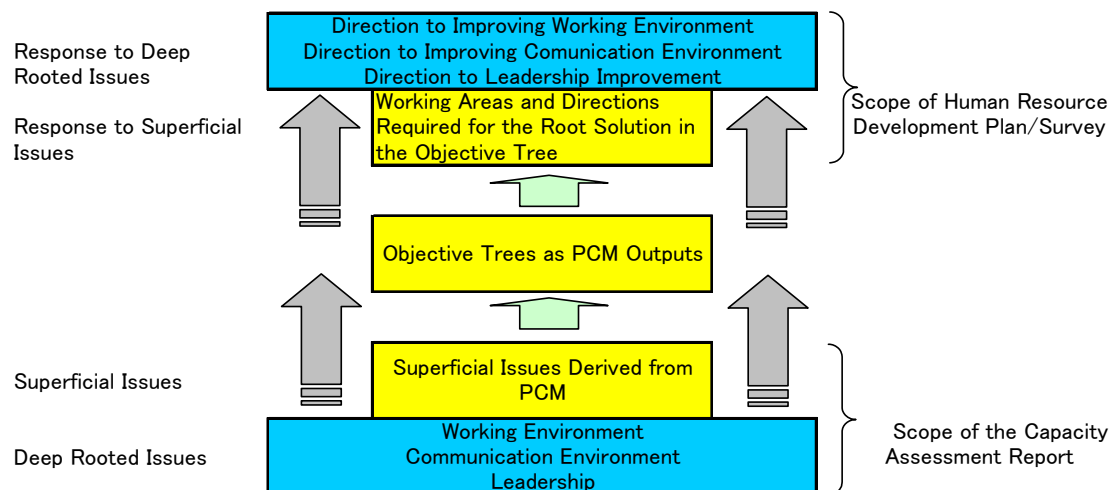 Direction to Improving Working Environment
Direction to Improving Comunication Environment
Direction to Leadership Improvement
Response to Deep
Rooted Issues
Working Areas and Directions
Required for the Root Solution in
the Objective Tree
Response to Superficial
Issues
Scope of Human Resource
Development Plan/Survey
Objective Trees as PCM Outputs
Superficial Issues
Superficial Issues Derived from
PCM
Deep Rooted Issues
Working Environment
Communication Environment
Leadership
Scope of the Capacity
Assessment Report